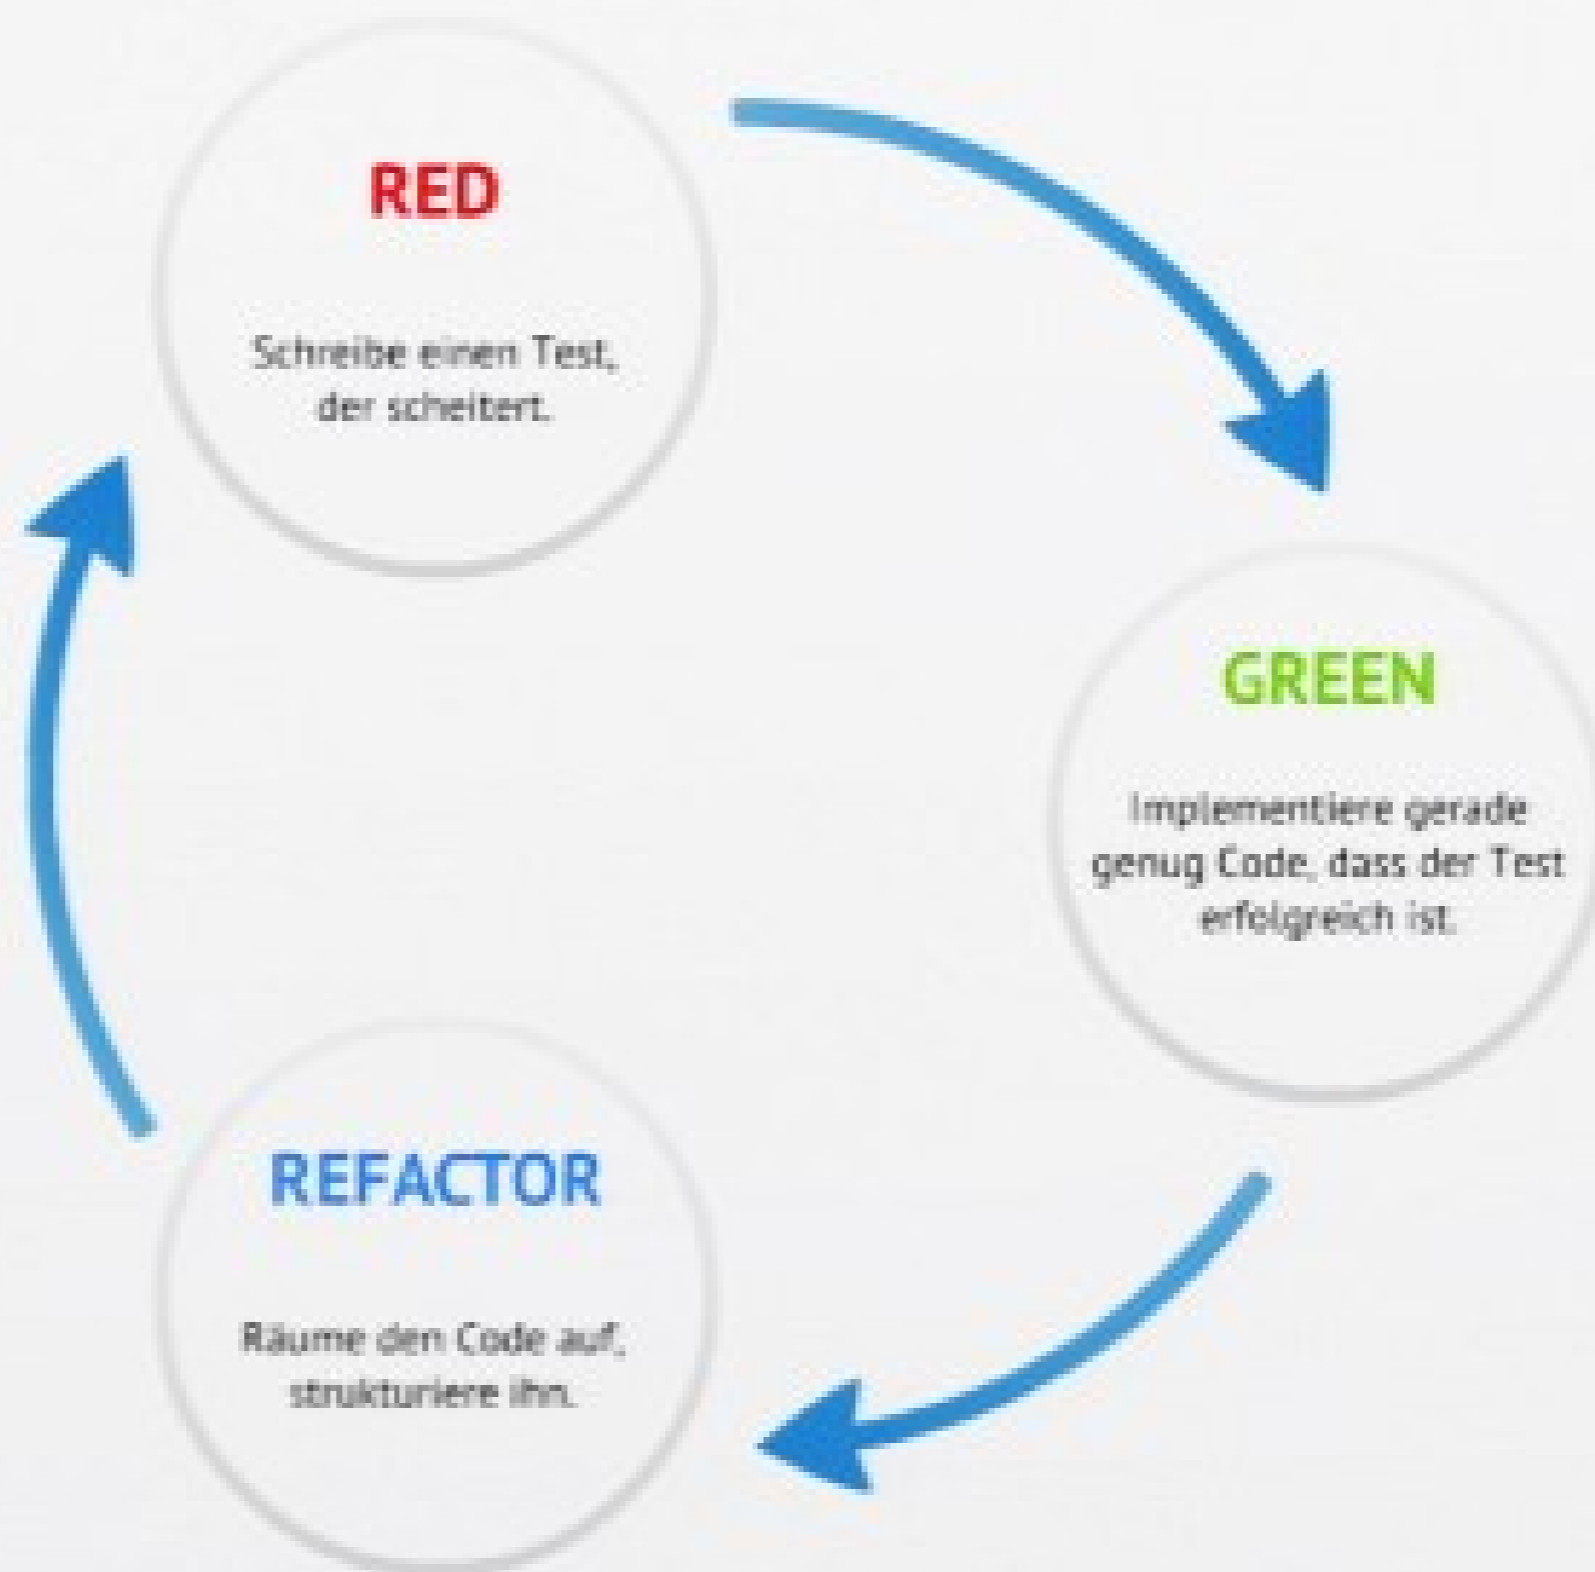 RED
Schreibe einen Test,
der scheitert.
GREEN
Implementiere gerade
genug Code, dass der Test
erfolgreich ist.
REFACTOR
Räume den Code auf,
strukturiere ihn.